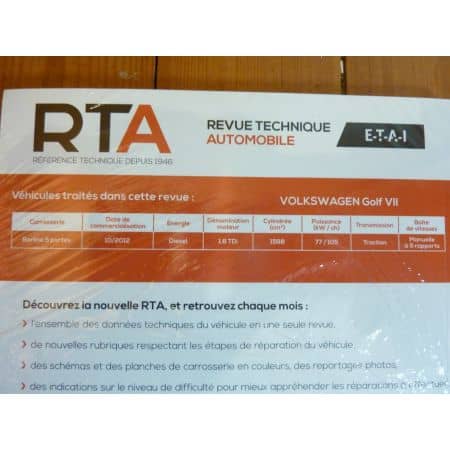 RTA
RÉFÉRENCE TECHNIQUE DEPUIS 1946
REVUE TECHNIQUE
AUTOMOBILE
E·T·A·I
Véhicules traités dans cette revue :
VOLKSWAGEN Golf VII
Carrosserie Date de commercialisation Energie Dénomination moteur Cylindrée (cm³) Puissance (kW / ch) Transmission Boîte de vitesses
Berline 5 portes 10/2012 Diesel 1.6 TDi 1598 77 / 105 Traction Manuelle à 5 rapports
Découvrez la nouvelle RTA, et retrouvez chaque mois :
› l'ensemble des données techniques du véhicule en une seule revue.
› de nouvelles rubriques respectant les étapes de réparation du véhicule.
› des schémas et des planches de carrosserie en couleurs, des reportages photos.
› des indications sur le niveau de difficulté pour mieux appréhender les réparations à effectuer